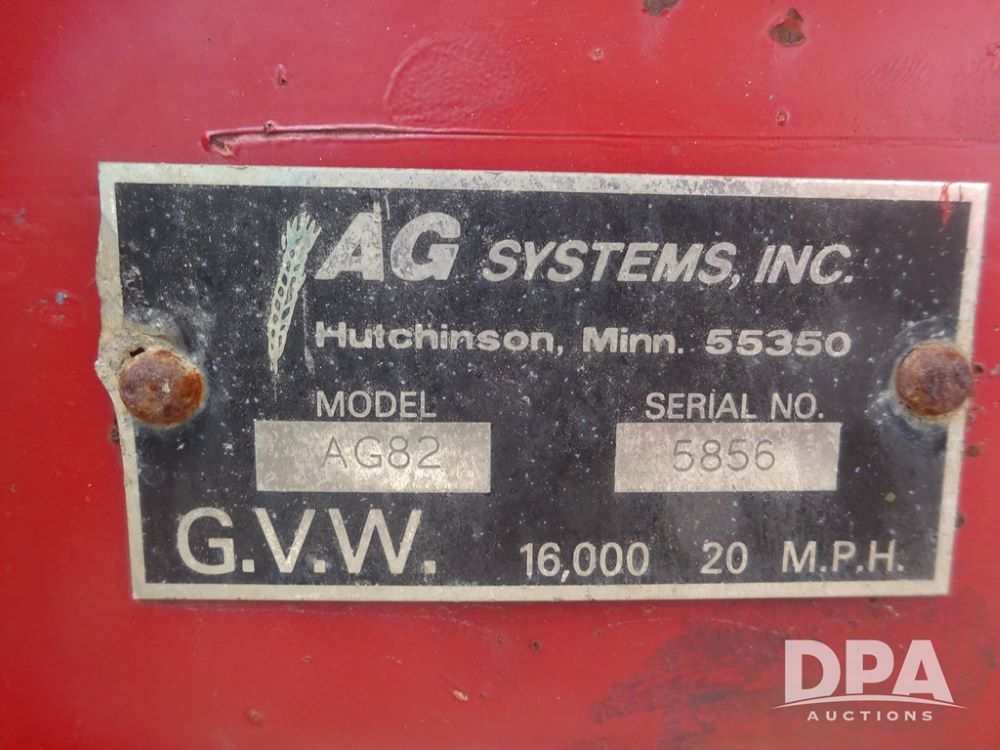 AG SYSTEMS, INC.
Hutchinson, Minn. 55350
MODEL SERIAL NO.
AG82 5856
G.V.W. 16,000 20 M.P.H.
DPA
AUCTIONS